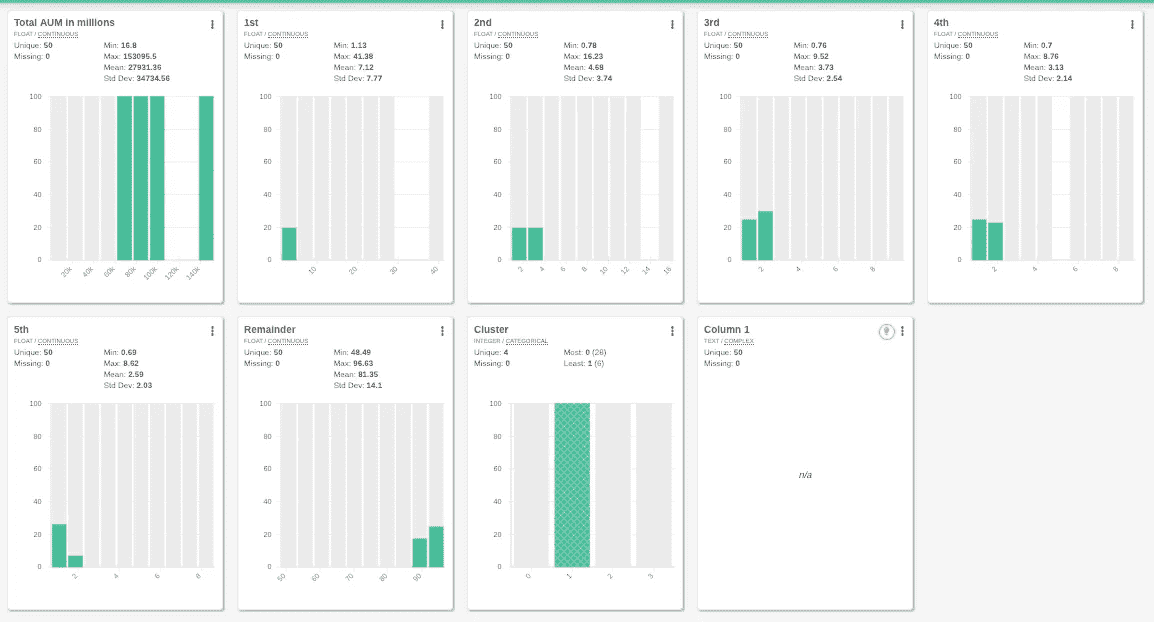 Total AUM in millions
FLOAT / CONTINUOUS
Unique: 50 Min: 16.8
Missing: 0 Max: 153095.5
Mean: 27931.36
Std Dev: 34734.56
100
80
60
40
20
0
20k 40k 60k 80k 100k 120k 140k
1st
FLOAT / CONTINUOUS
Unique: 50 Min: 1.13
Missing: 0 Max: 41.38
Mean: 7.12
Std Dev: 7.77
100
80
60
40
20
0
10 20 30 40
2nd
FLOAT / CONTINUOUS
Unique: 50 Min: 0.78
Missing: 0 Max: 16.23
Mean: 4.68
Std Dev: 3.74
100
80
60
40
20
0
2 4 6 8 10 12 14 16
3rd
FLOAT / CONTINUOUS
Unique: 50 Min: 0.76
Missing: 0 Max: 9.52
Mean: 3.73
Std Dev: 2.54
100
80
60
40
20
0
2 4 6 8
4th
FLOAT / CONTINUOUS
Unique: 50 Min: 0.7
Missing: 0 Max: 8.76
Mean: 3.13
Std Dev: 2.14
100
80
60
40
20
0
2 4 6 8
5th
FLOAT / CONTINUOUS
Unique: 50 Min: 0.69
Missing: 0 Max: 8.62
Mean: 2.59
Std Dev: 2.03
100
80
60
40
20
0
2 4 6 8
Remainder
FLOAT / CONTINUOUS
Unique: 50 Min: 48.49
Missing: 0 Max: 96.63
Mean: 81.35
Std Dev: 14.1
100
80
60
40
20
0
50 60 70 80 90
Cluster
INTEGER / CATEGORICAL
Unique: 4 Most: 0 (28)
Missing: 0 Least: 1 (6)
100
80
60
40
20
0
0 1 2 3
Column 1
TEXT / COMPLEX
Unique: 50
Missing: 0
n/a